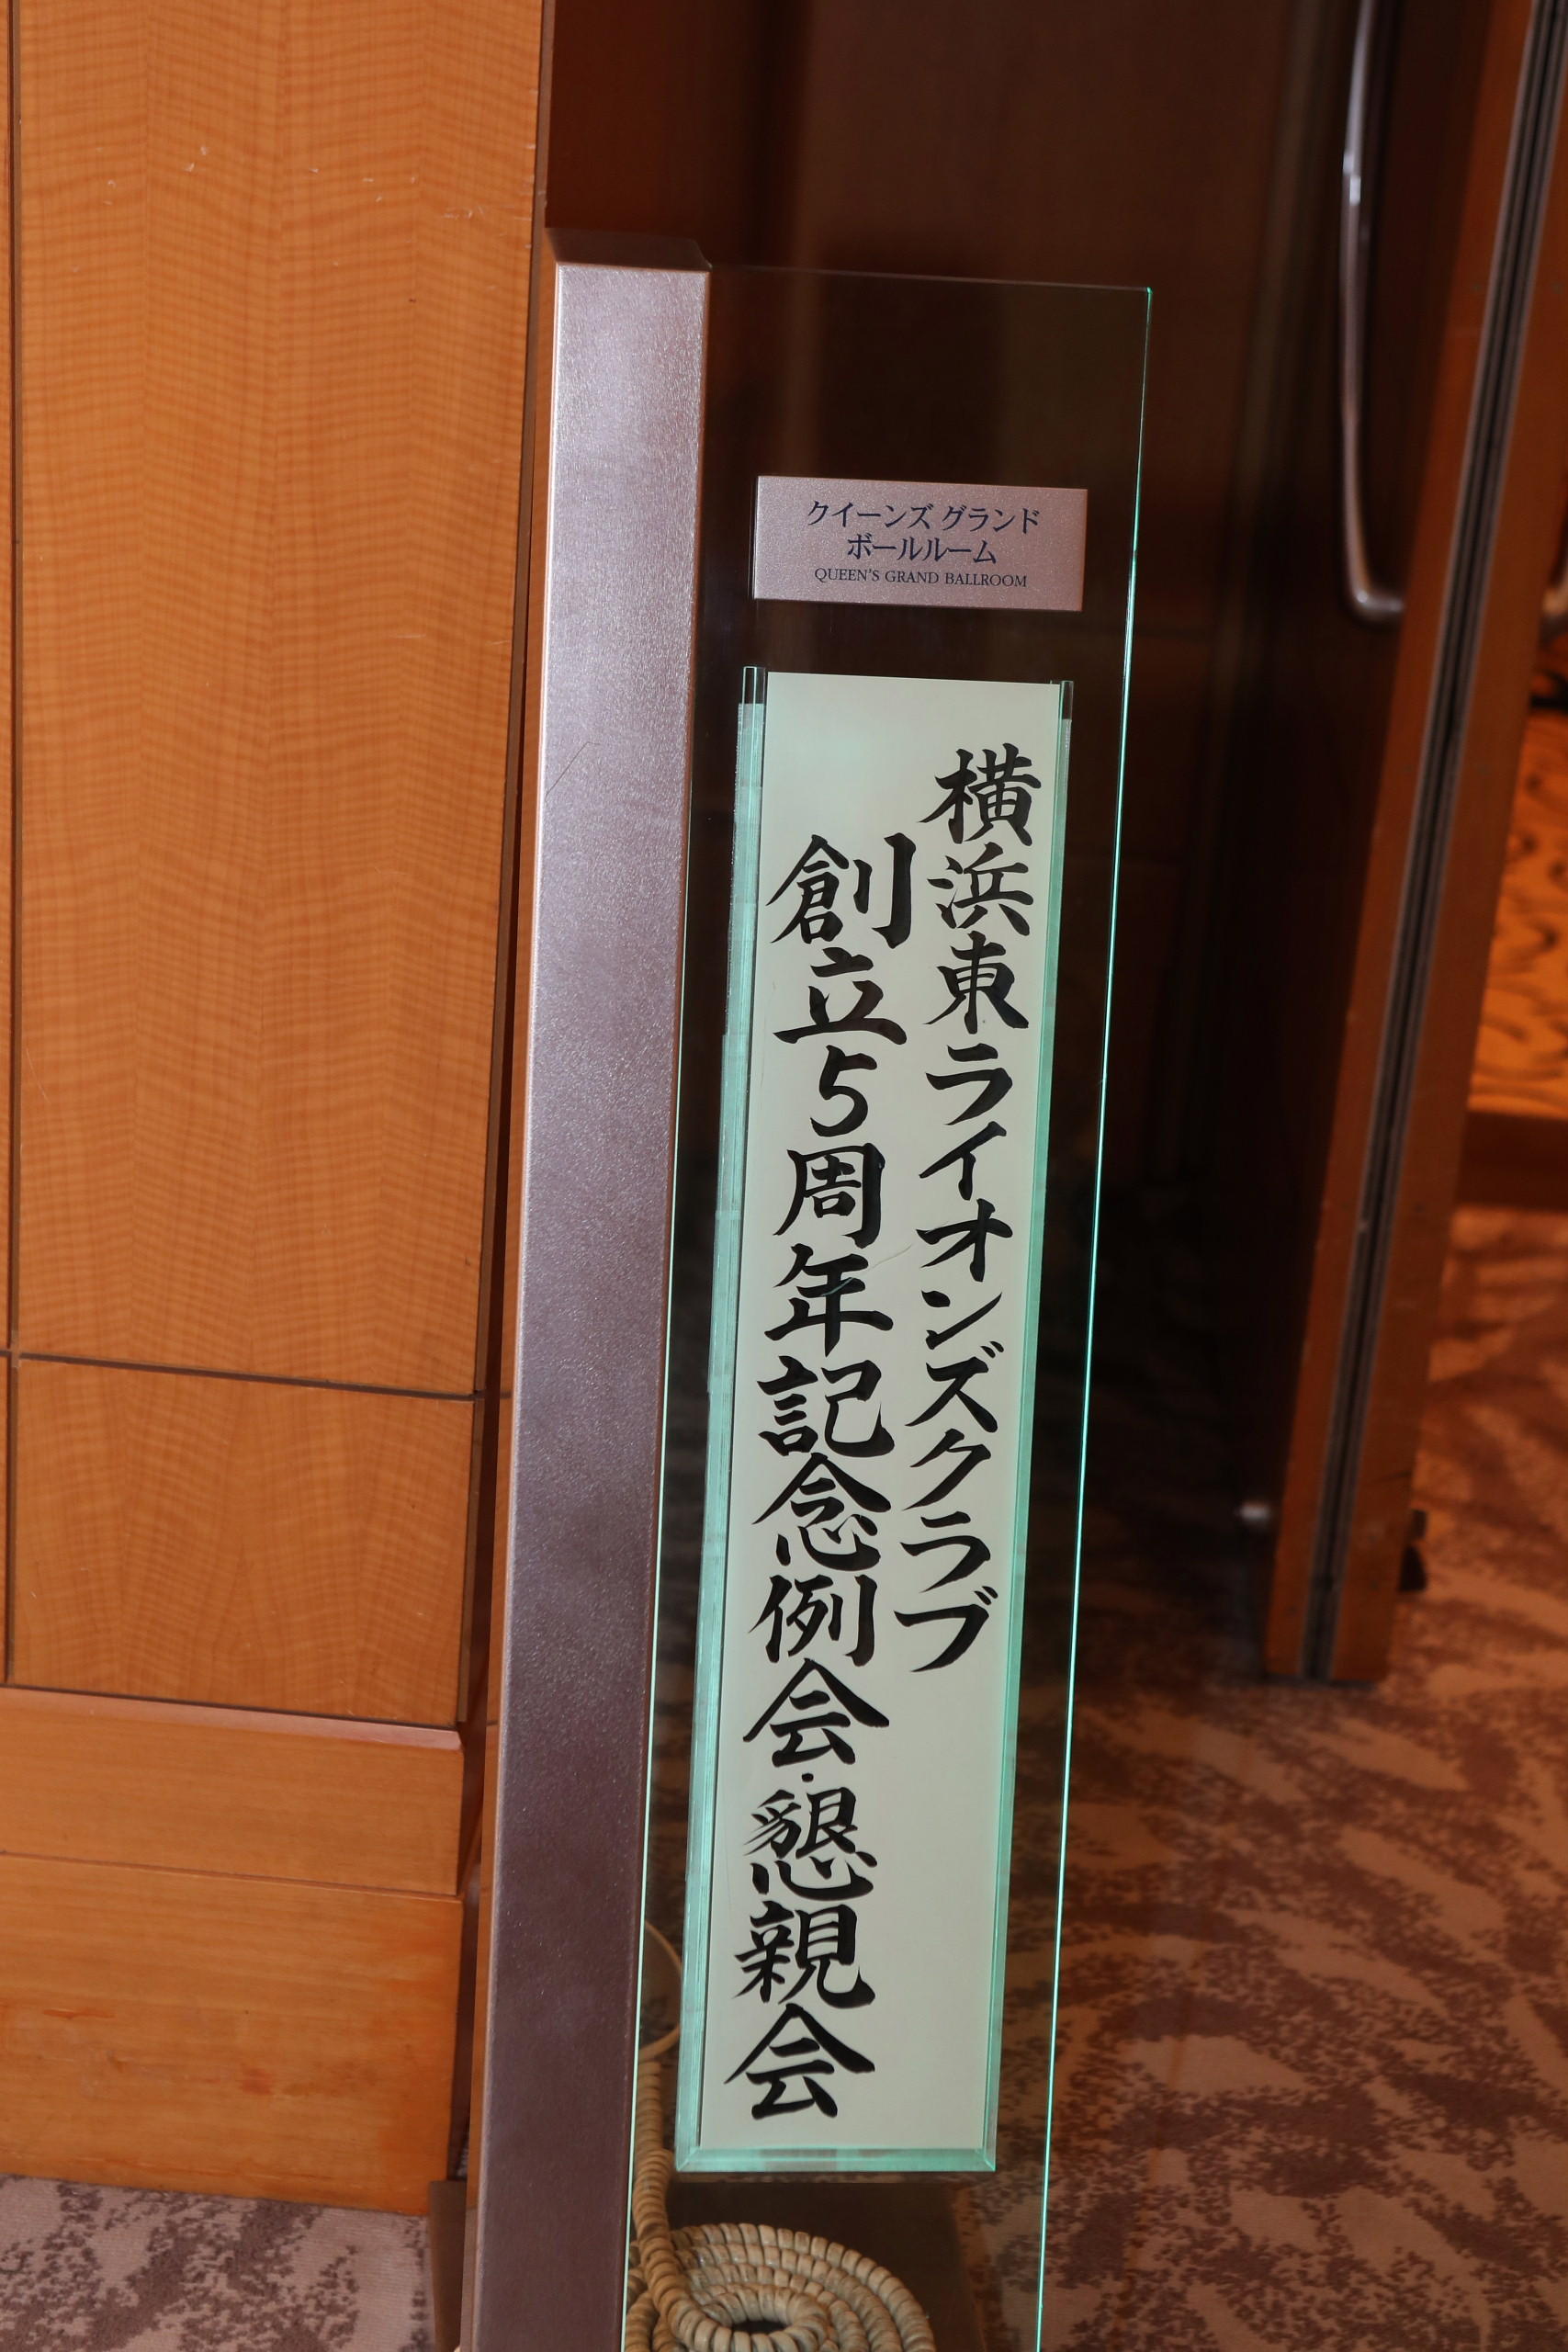 クイーンズ グランド
ボールルーム
QUEEN'S GRAND BALLROOM
横浜東ライオンズクラブ
創立5周年記念例会・懇親会